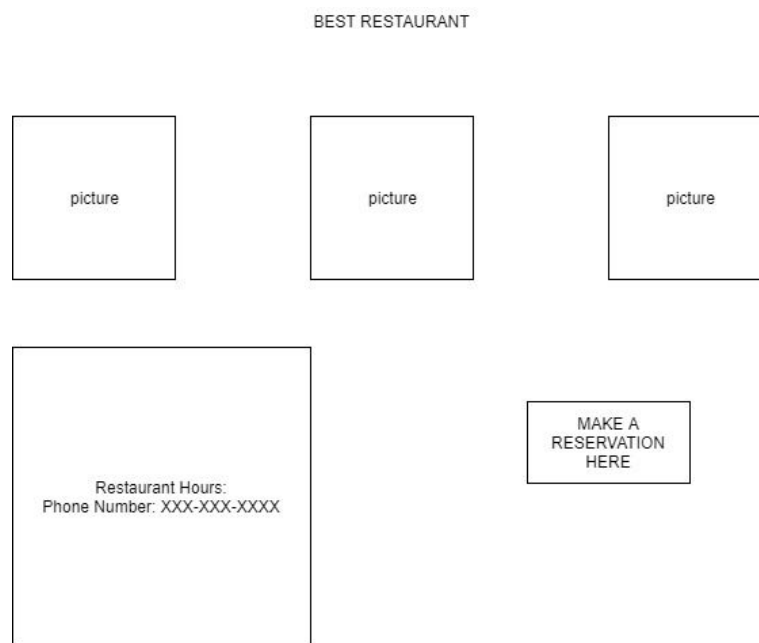 BEST RESTAURANT
picture
picture
picture
MAKE A
RESERVATION
HERE
Restaurant Hours:
Phone Number: XXX-XXX-XXXX